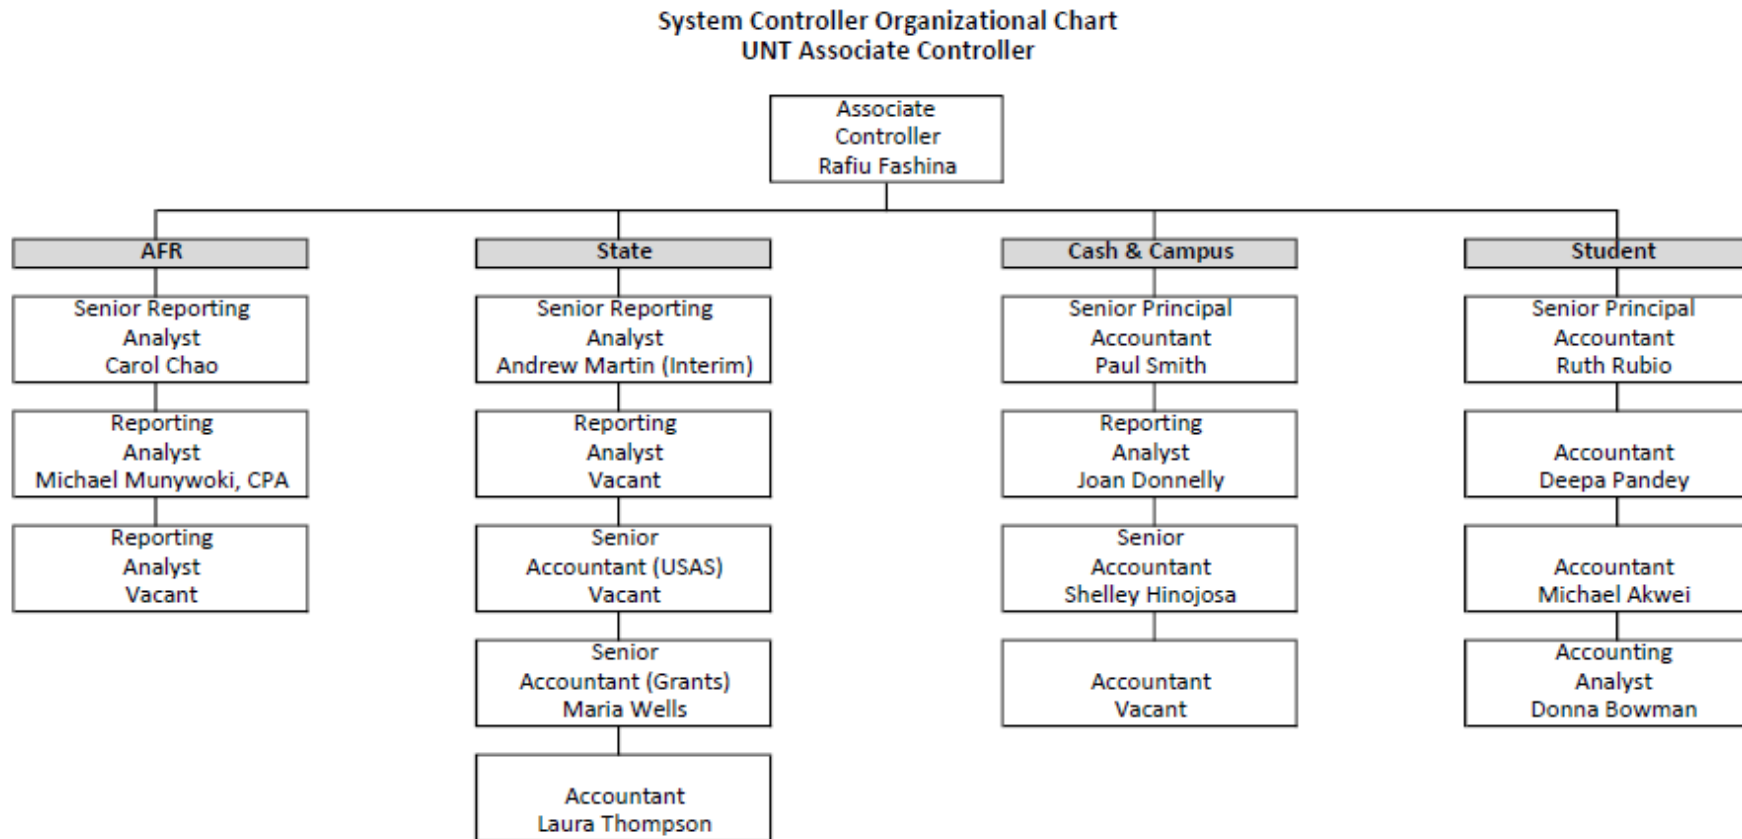 System Controller Organizational Chart
UNT Associate Controller
Associate
Controller
Rafiu Fashina
AFR
Senior Reporting
Analyst
Carol Chao
Reporting
Analyst
Michael Munywoki, CPA
Reporting
Analyst
Vacant
State
Senior Reporting
Analyst
Andrew Martin (Interim)
Reporting
Analyst
Vacant
Senior
Accountant (USAS)
Vacant
Senior
Accountant (Grants)
Maria Wells
Accountant
Laura Thompson
Cash & Campus
Senior Principal
Accountant
Paul Smith
Reporting
Analyst
Joan Donnelly
Senior
Accountant
Shelley Hinojosa
Accountant
Vacant
Student
Senior Principal
Accountant
Ruth Rubio
Accountant
Deepa Pandey
Accountant
Michael Akwei
Accounting
Analyst
Donna Bowman